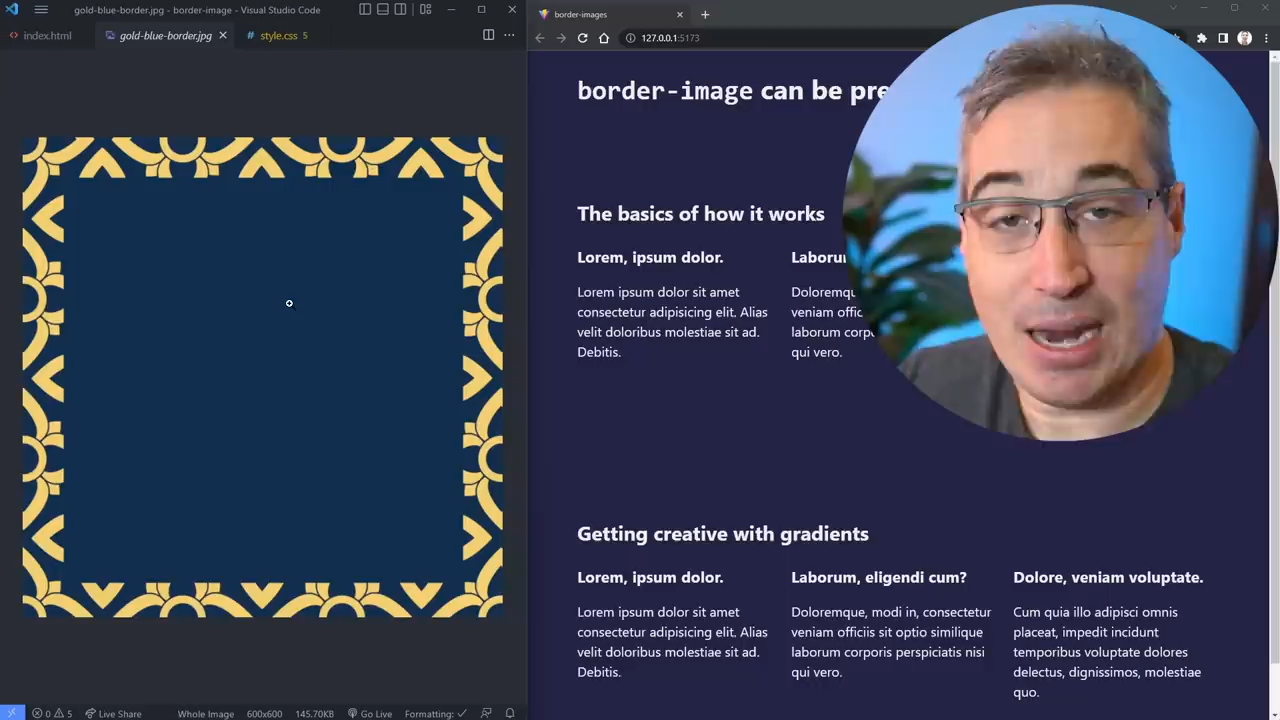 gold-blue-border.jpg - border-image - Visual Studio Code
index.html
gold-blue-border.jpg
style.css 5
Whole Image
600x600
145.70KB
0
5
Live Share
Go Live
Formatting:
border-images
127.0.0.1:5173
border-image can be pre
The basics of how it works
Lorem, ipsum dolor.
Lorem ipsum dolor sit amet
consectetur adipisicing elit. Alias
velit doloribus molestiae sit ad.
Debitis.
Laborum
Doloremqu
veniam offic
laborum corpo
qui vero.
Getting creative with gradients
Lorem, ipsum dolor.
Lorem ipsum dolor sit amet
consectetur adipisicing elit. Alias
velit doloribus molestiae sit ad.
Debitis.
Laborum, eligendi cum?
Doloremque, modi in, consectetur
veniam officiis sit optio similique
laborum corporis perspiciatis nisi
qui vero.
Dolore, veniam voluptate.
Cum quia illo adipisci omnis
placeat, impedit incidunt
temporibus voluptate dolores
delectus, dignissimos, molestiae
quo.